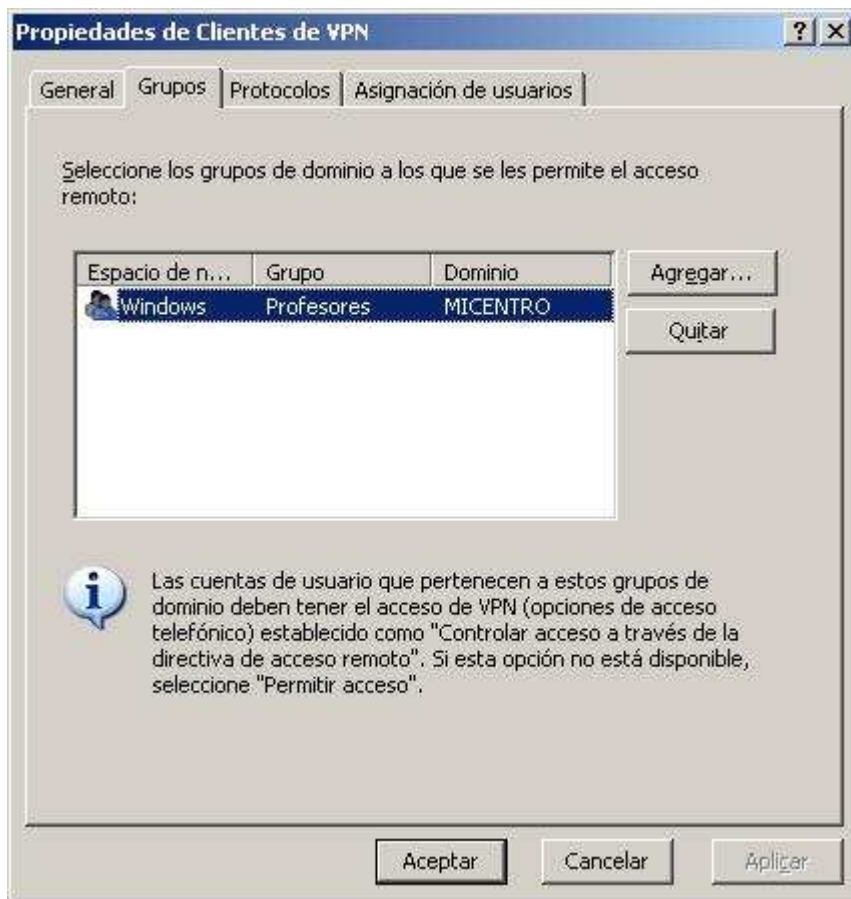 Propiedades de Clientes de VPN
General Grupos Protocolos Asignación de usuarios
Seleccione los grupos de dominio a los que se les permite el acceso
remoto:
Espacio de n... Grupo Dominio
Windows Profesores MICENTRO
Agregar...
Quitar
Las cuentas de usuario que pertenecen a estos grupos de
dominio deben tener el acceso de VPN (opciones de acceso
telefónico) establecido como "Controlar acceso a través de la
directiva de acceso remoto". Si esta opción no está disponible,
seleccione "Permitir acceso".
Aceptar Cancelar Aplicar